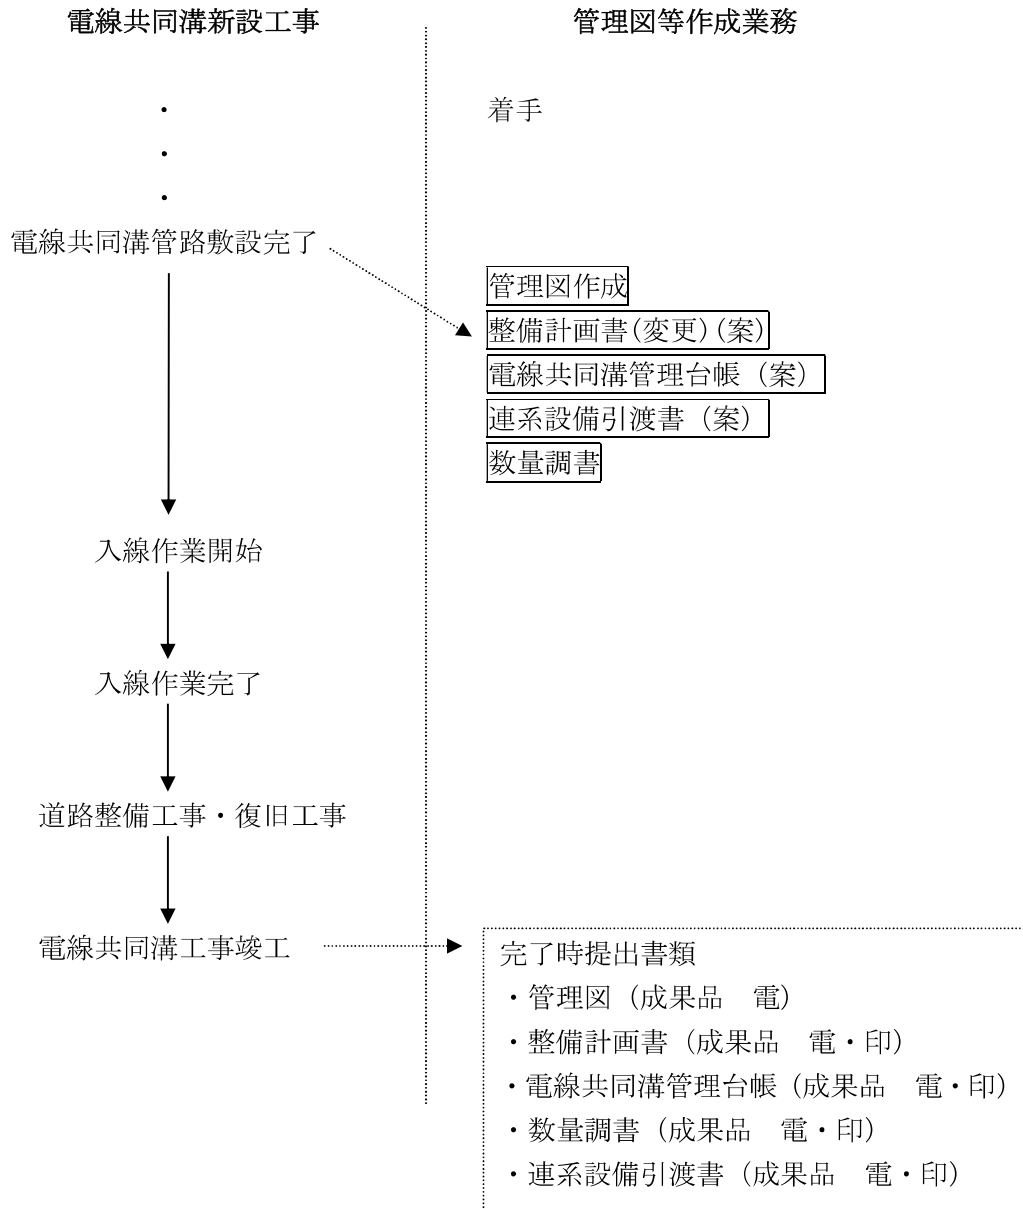 電線共同溝新設工事
・
・
・
電線共同溝管路敷設完了
入線作業開始
入線作業完了
道路整備工事・復旧工事
電線共同溝工事竣工
管理図等作成業務
着手
管理図作成
整備計画書(変更)(案)
電線共同溝管理台帳（案）
連系設備引渡書（案）
数量調書
完了時提出書類
・管理図（成果品　電）
・整備計画書（成果品　電・印）
・電線共同溝管理台帳（成果品　電・印）
・数量調書（成果品　電・印）
・連系設備引渡書（成果品　電・印）